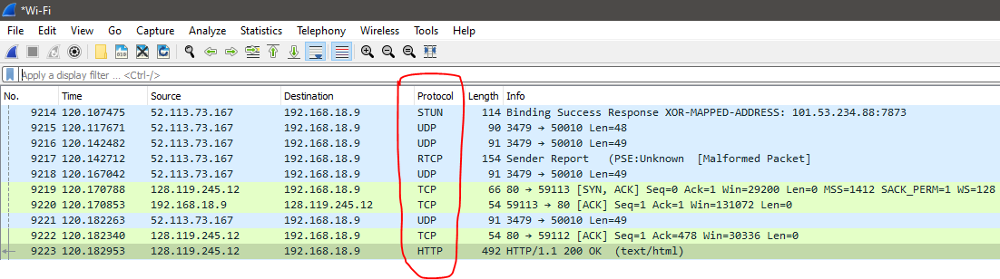 *Wi-Fi
File Edit View Go Capture Analyze Statistics Telephony Wireless Tools Help
Apply a display filter ... <Ctrl-/>
No. Time Source Destination Protocol Length Info
9214 120.107475 52.113.73.167 192.168.18.9 STUN 114 Binding Success Response XOR-MAPPED-ADDRESS: 101.53.234.88:7873
9215 120.117671 52.113.73.167 192.168.18.9 UDP 90 3479 → 50010 Len=48
9216 120.142482 52.113.73.167 192.168.18.9 UDP 91 3479 → 50010 Len=49
9217 120.142712 52.113.73.167 192.168.18.9 RTCP 154 Sender Report (PSE:Unknown [Malformed Packet]
9218 120.167042 52.113.73.167 192.168.18.9 UDP 91 3479 → 50010 Len=49
9219 120.170788 128.119.245.12 192.168.18.9 TCP 66 80 → 59113 [SYN, ACK] Seq=0 Ack=1 Win=29200 Len=0 MSS=1412 SACK_PERM=1 WS=128
9220 120.170853 192.168.18.9 128.119.245.12 TCP 54 59113 → 80 [ACK] Seq=1 Ack=1 Win=131072 Len=0
9221 120.182263 52.113.73.167 192.168.18.9 UDP 91 3479 → 50010 Len=49
9222 120.182340 128.119.245.12 192.168.18.9 TCP 54 80 → 59112 [ACK] Seq=1 Ack=478 Win=30336 Len=0
9223 120.182953 128.119.245.12 192.168.18.9 HTTP 492 HTTP/1.1 200 OK (text/html)